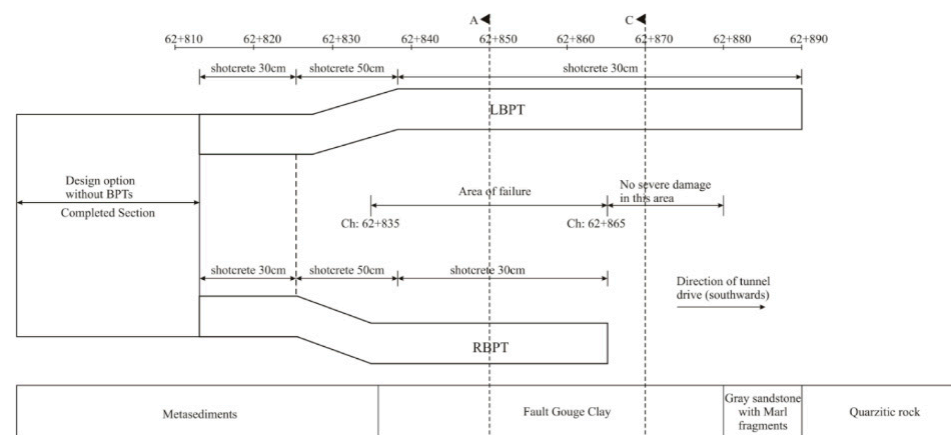 A C
62+810 62+820 62+830 62+840 62+850 62+860 62+870 62+880 62+890
shotcrete 30cm shotcrete 50cm shotcrete 30cm
LBPT
Design option
without BPTs
Completed Section
Area of failure
No severe damage
in this area
Ch: 62+835 Ch: 62+865
shotcrete 30cm shotcrete 50cm shotcrete 30cm
Direction of tunnel
drive (southwards)
RBPT
Metasediments
Fault Gouge Clay
Gray sandstone
with Marl
fragments
Quarzitic rock